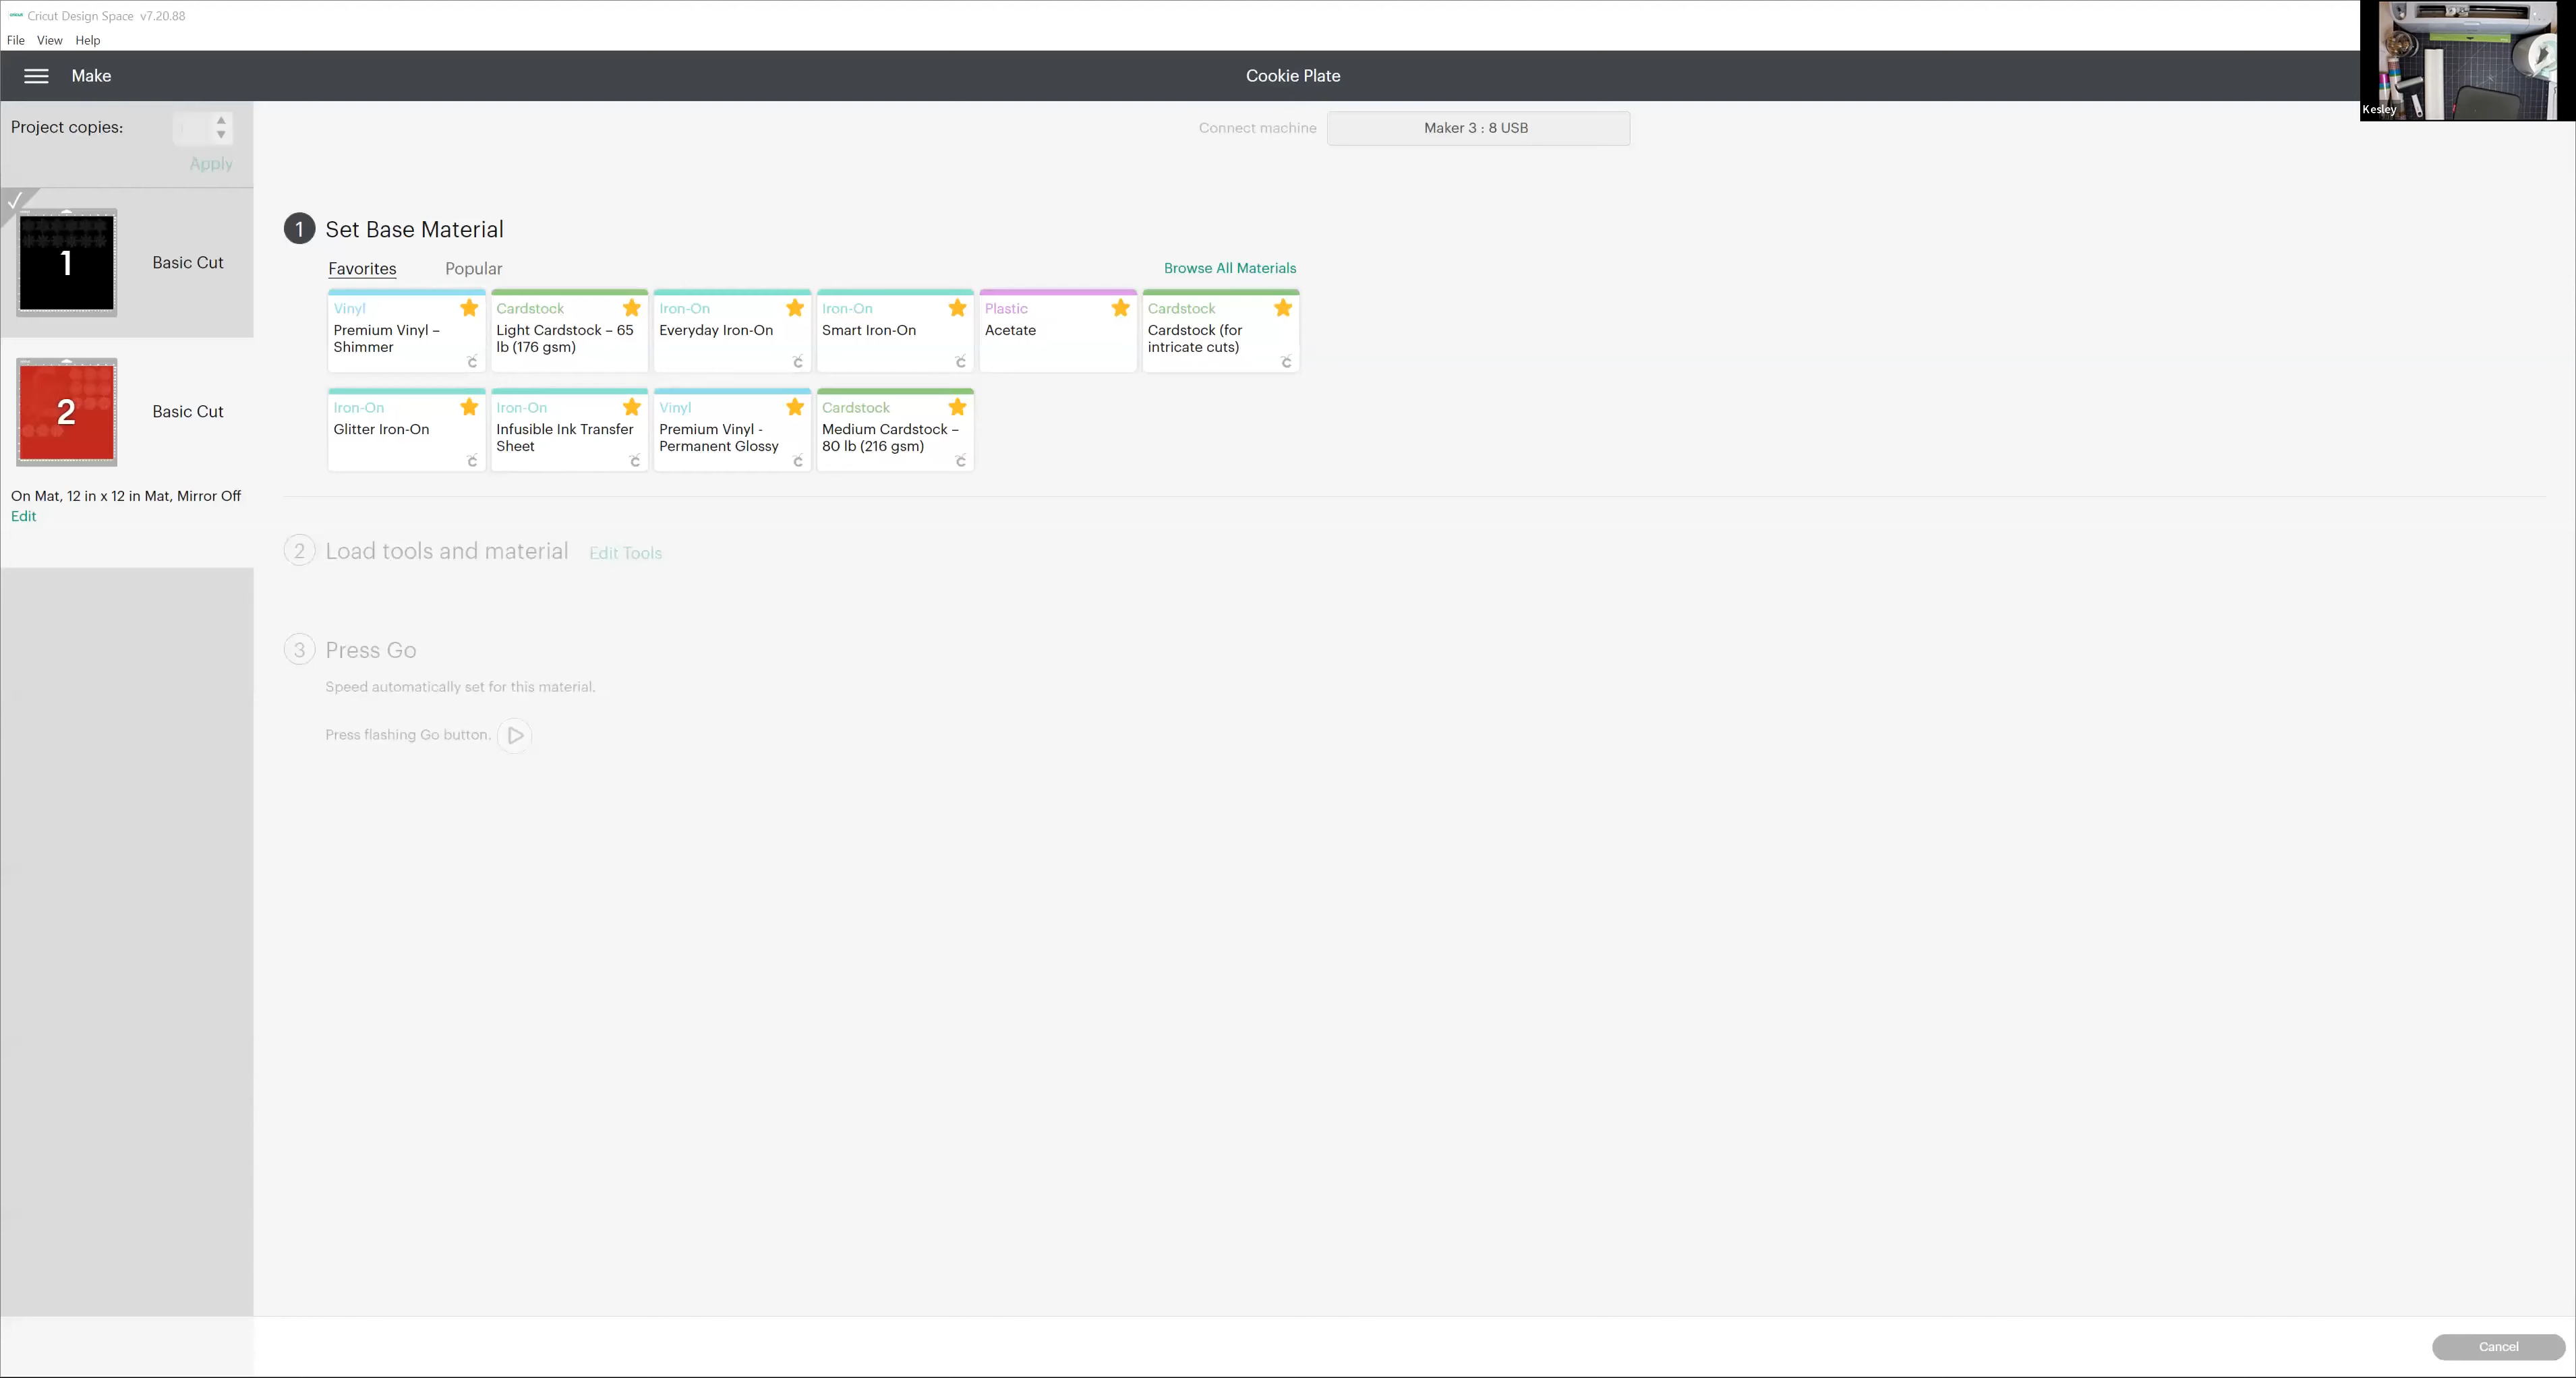 Cricut Design Space v7.20.88
File View Help
Make
Cookie Plate
Kesley
Project copies:
Apply
Connect machine
Maker 3 : 8 USB
1
Basic Cut
2
Basic Cut
On Mat, 12 in x 12 in Mat, Mirror Off
Edit
1 Set Base Material
Favorites Popular Browse All Materials
Vinyl
Premium Vinyl –
Shimmer
Cardstock
Light Cardstock – 65
lb (176 gsm)
Iron-On
Everyday Iron-On
Iron-On
Smart Iron-On
Plastic
Acetate
Cardstock
Cardstock (for
intricate cuts)
Iron-On
Glitter Iron-On
Iron-On
Infusible Ink Transfer
Sheet
Vinyl
Premium Vinyl -
Permanent Glossy
Cardstock
Medium Cardstock –
80 lb (216 gsm)
2 Load tools and material Edit Tools
3 Press Go
Speed automatically set for this material.
Press flashing Go button.
Cancel